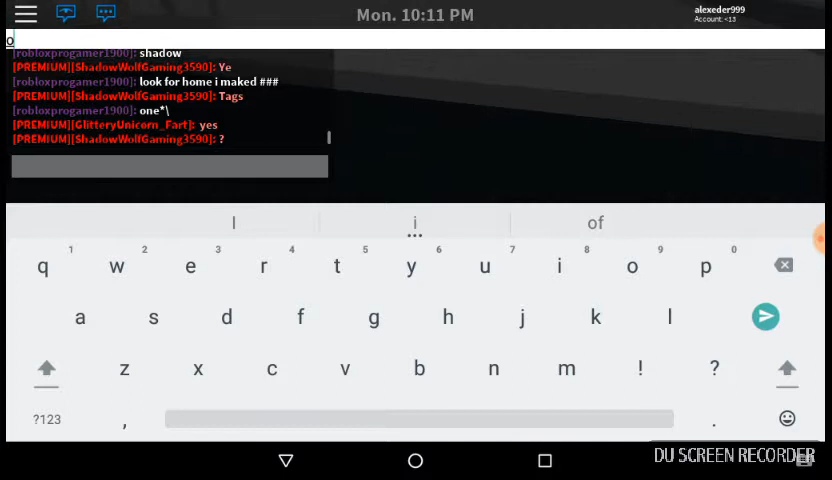 Mon. 10:11 PM
alexeder999
Account: <13
o
[robloxprogamer1900]: shadow
[PREMIUM][ShadowWolfGaming3590]: Ye
[robloxprogamer1900]: look for home i maked ###
[PREMIUM][ShadowWolfGaming3590]: Tags
[robloxprogamer1900]: one*\
[PREMIUM][GlitteryUnicorn_Fart]: yes
[PREMIUM][ShadowWolfGaming3590]: ?
i of
1 2 3 4 5 6 7 8 9 0
q w e r t y u i o p
a s d f g h j k l
z x c v b n m ! ?
?123 , .
DU SCREEN RECORDER